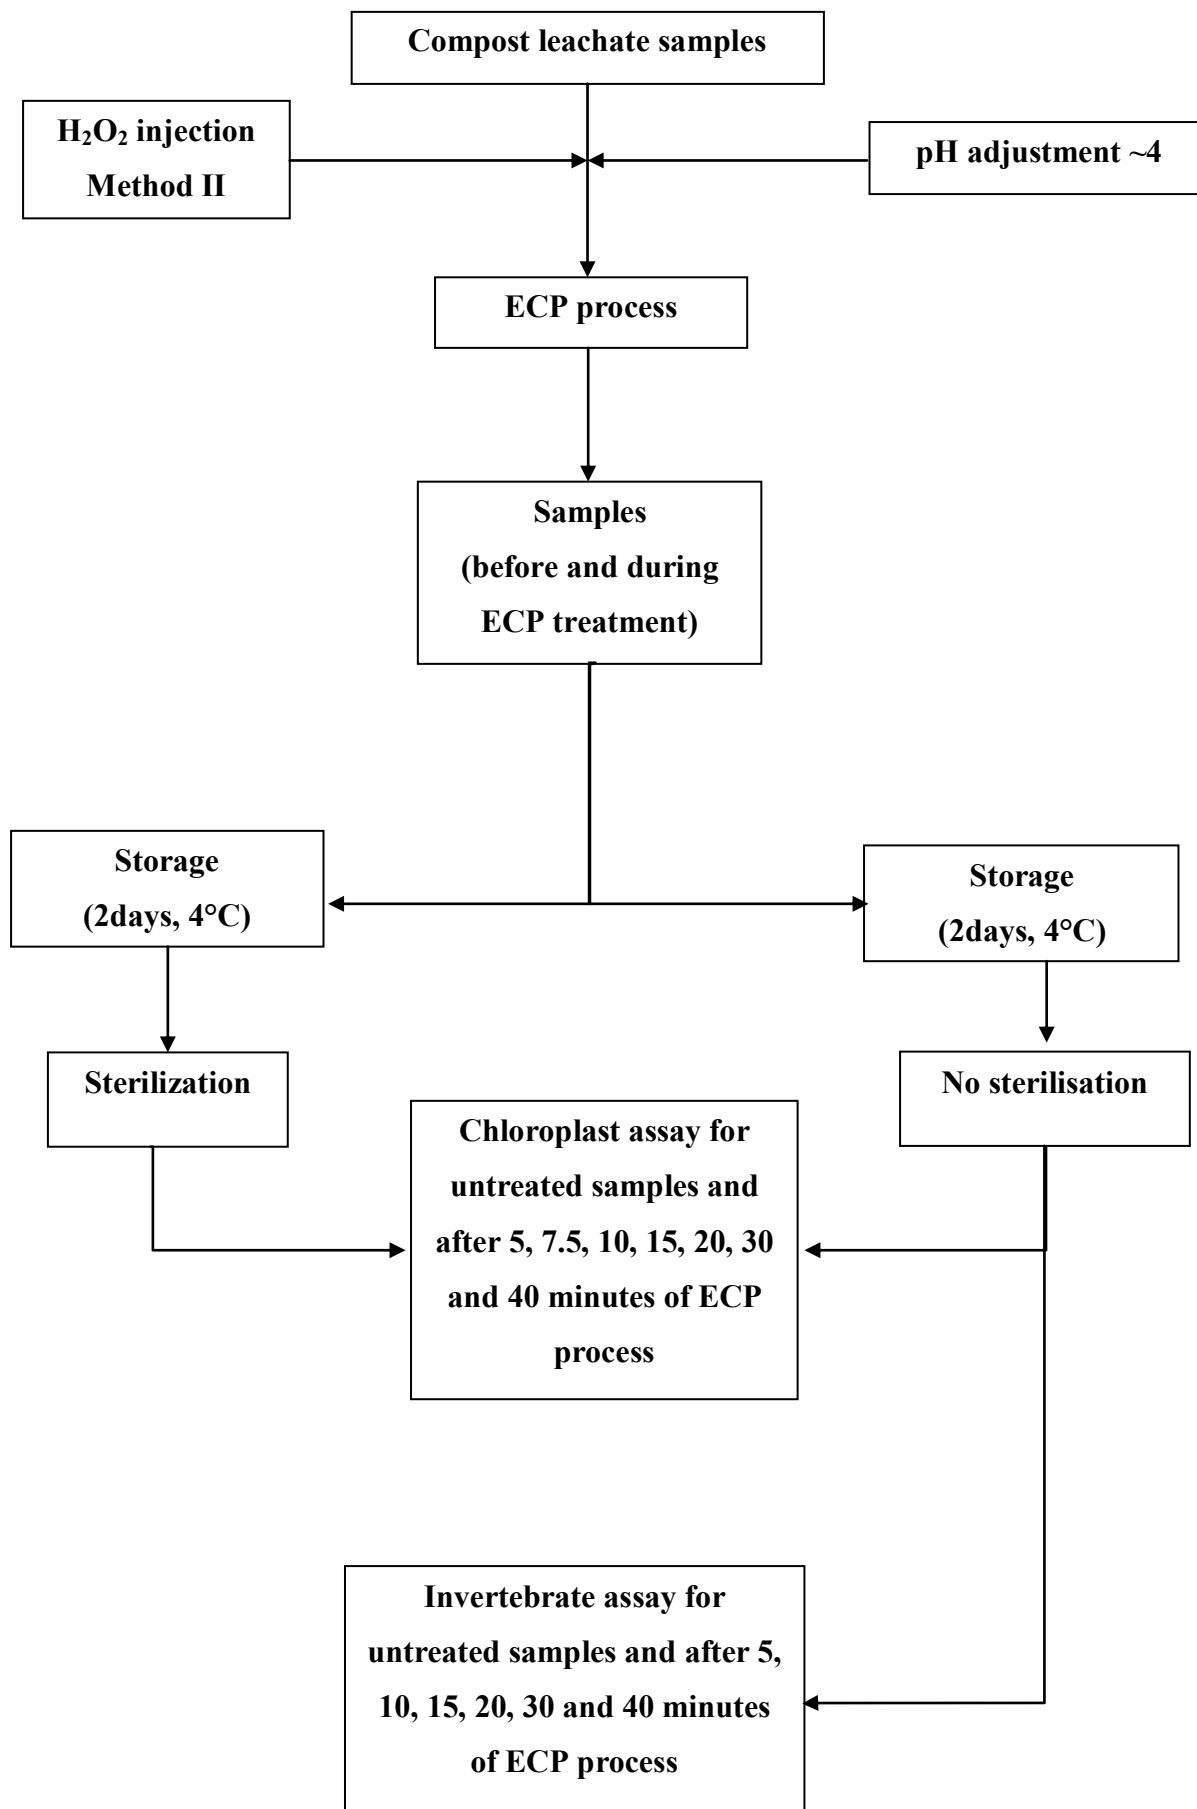 Compost leachate samples
H₂O₂ injection
Method II
pH adjustment ~4
ECP process
Samples
(before and during
ECP treatment)
Storage
(2days, 4°C)
Storage
(2days, 4°C)
Sterilization
No sterilisation
Chloroplast assay for
untreated samples and
after 5, 7.5, 10, 15, 20, 30
and 40 minutes of ECP
process
Invertebrate assay for
untreated samples and after 5,
10, 15, 20, 30 and 40 minutes
of ECP process